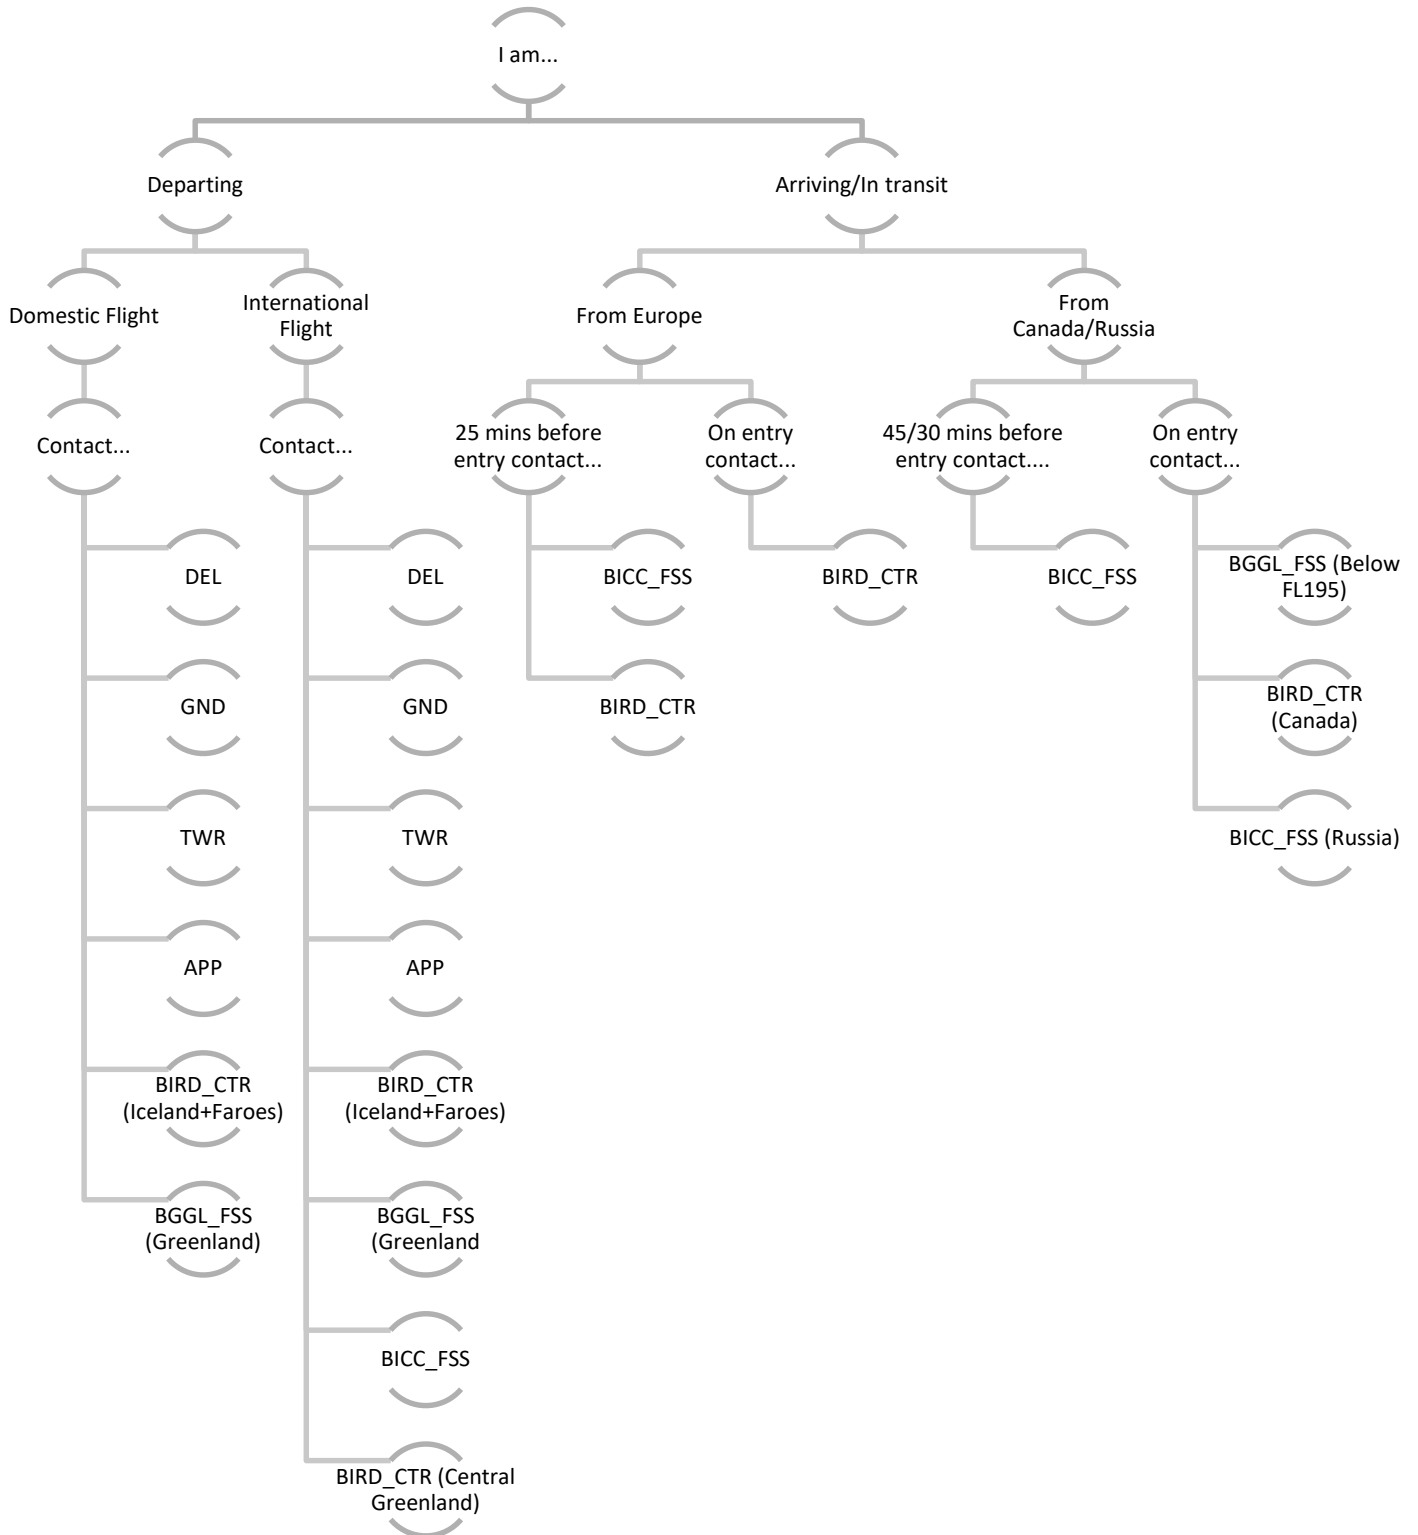 I am...
Departing
Arriving/In transit
Domestic Flight
International
Flight
From Europe
From
Canada/Russia
Contact...
Contact...
25 mins before
entry contact...
On entry
contact...
45/30 mins before
entry contact....
On entry
contact...
DEL
DEL
BICC_FSS
BIRD_CTR
BICC_FSS
BGGL_FSS (Below
FL195)
GND
GND
BIRD_CTR
BIRD_CTR
(Canada)
TWR
TWR
BICC_FSS (Russia)
APP
APP
BIRD_CTR
(Iceland+Faroes)
BIRD_CTR
(Iceland+Faroes)
BGGL_FSS
(Greenland)
BGGL_FSS
(Greenland
BICC_FSS
BIRD_CTR (Central
Greenland)